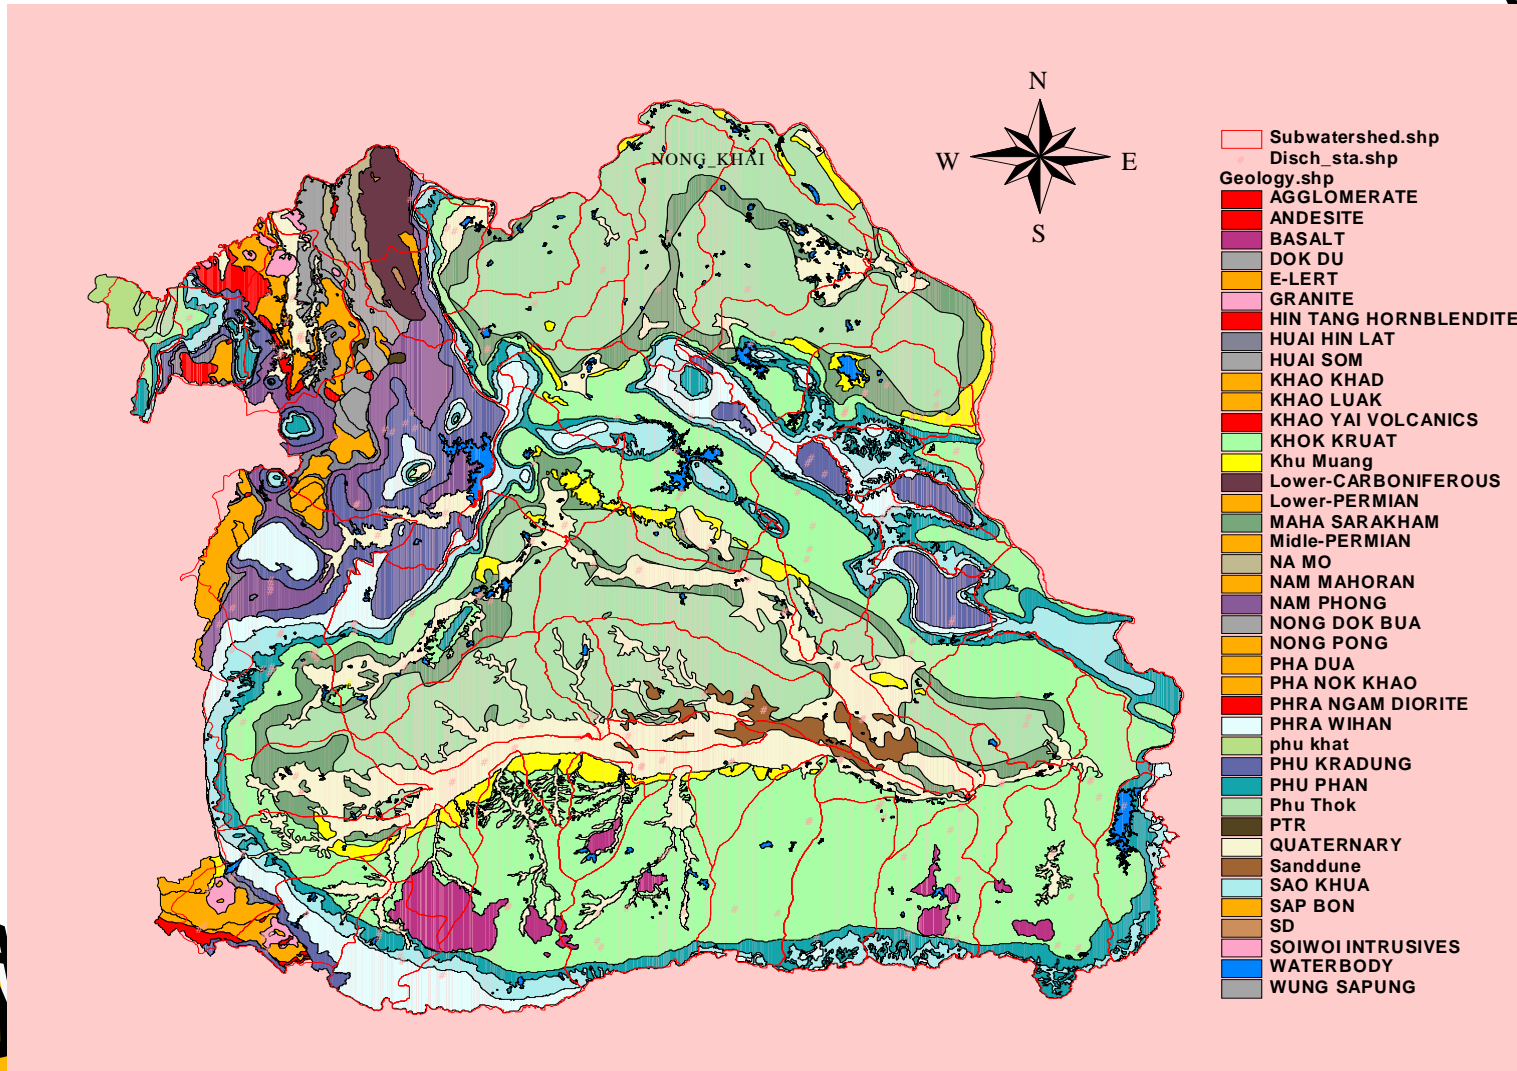 N
W
E
S
NONG_KHAI
Subwatershed.shp
Disch_sta.shp
Geology.shp
AGGLOMERATE
ANDESITE
BASALT
DOK DU
E-LERT
GRANITE
HIN TANG HORNBLENDITE
HUAI HIN LAT
HUAI SOM
KHAO KHAD
KHAO LUAK
KHAO YAI VOLCANICS
KHOK KRUAT
Khu Muang
Lower-CARBONIFEROUS
Lower-PERMIAN
MAHA SARAKHAM
Midle-PERMIAN
NA MO
NAM MAHORAN
NAM PHONG
NONG DOK BUA
NONG PONG
PHA DUA
PHA NOK KHAO
PHRA NGAM DIORITE
PHRA WIHAN
phu khat
PHU KRADUNG
PHU PHAN
Phu Thok
PTR
QUATERNARY
Sanddune
SAO KHUA
SAP BON
SD
SOIWOI INTRUSIVES
WATERBODY
WUNG SAPUNG